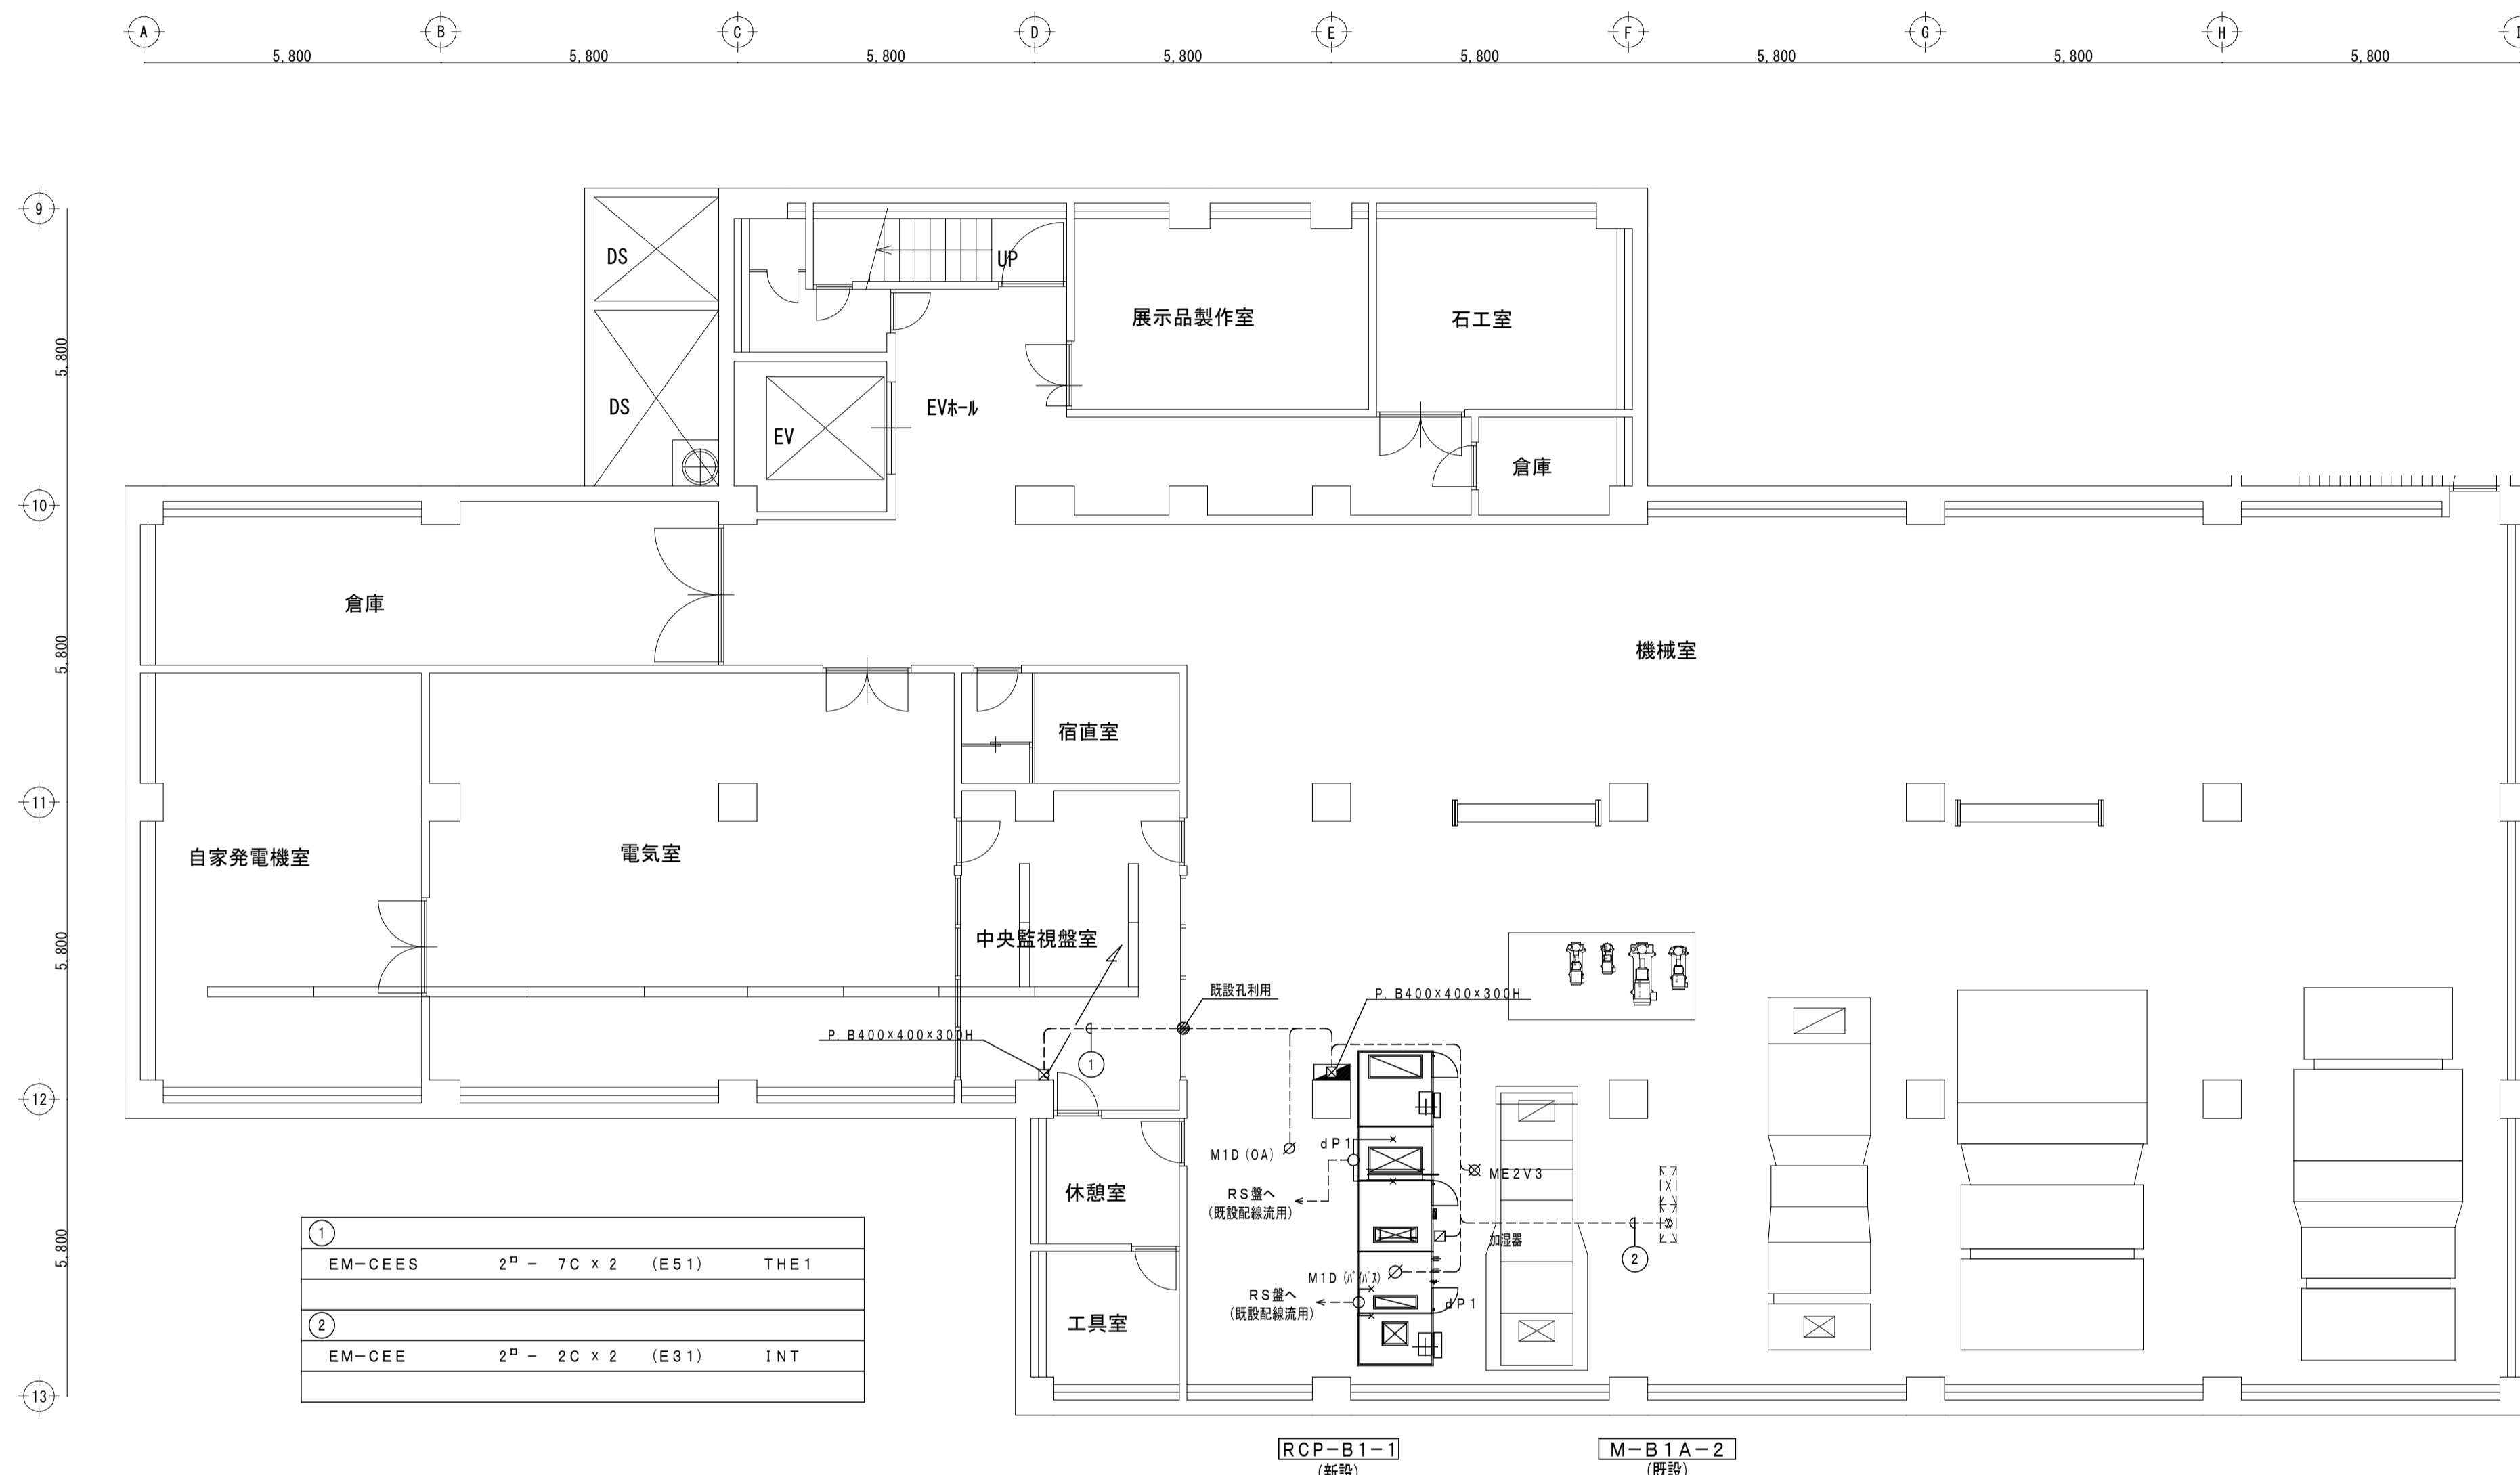 A B C D E F G H I
5,800 5,800 5,800 5,800 5,800 5,800 5,800 5,800
9
DS
UP
展示品製作室
石工室
5,800
DS
EV
EVホール
倉庫
10
倉庫
5,800
機械室
宿直室
11
自家発電機室
電気室
中央監視盤室
5,800
既設孔利用
P.B400×400×300H
P.B400×400×300H
1
12
M1D(OA)
dP1
ME2V3
RS盤へ
(既設配線流用)
休憩室
加湿器
2
5,800
M1D(バイパス)
RS盤へ
(既設配線流用)
dP1
工具室
1
EM-CEES 2□- 7C×2 (E51) THE1
2
EM-CEE 2□- 2C×2 (E31) INT
13
RCP-B1-1
(新設)
M-B1A-2
(既設)